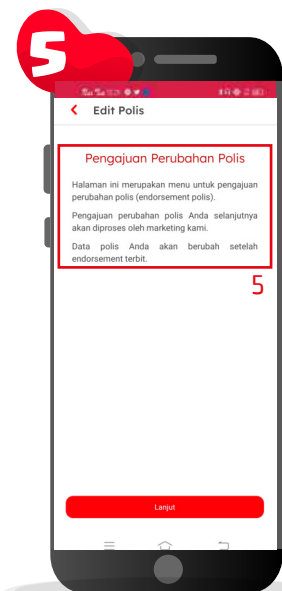 5
Edit Polis
Pengajuan Perubahan Polis
Halaman ini merupakan menu untuk pengajuan
perubahan polis (endorsement polis).
Pengajuan perubahan polis Anda selanjutnya
akan diproses oleh marketing kami.
Data polis Anda akan berubah setelah
endorsement terbit.
5
Lanjut